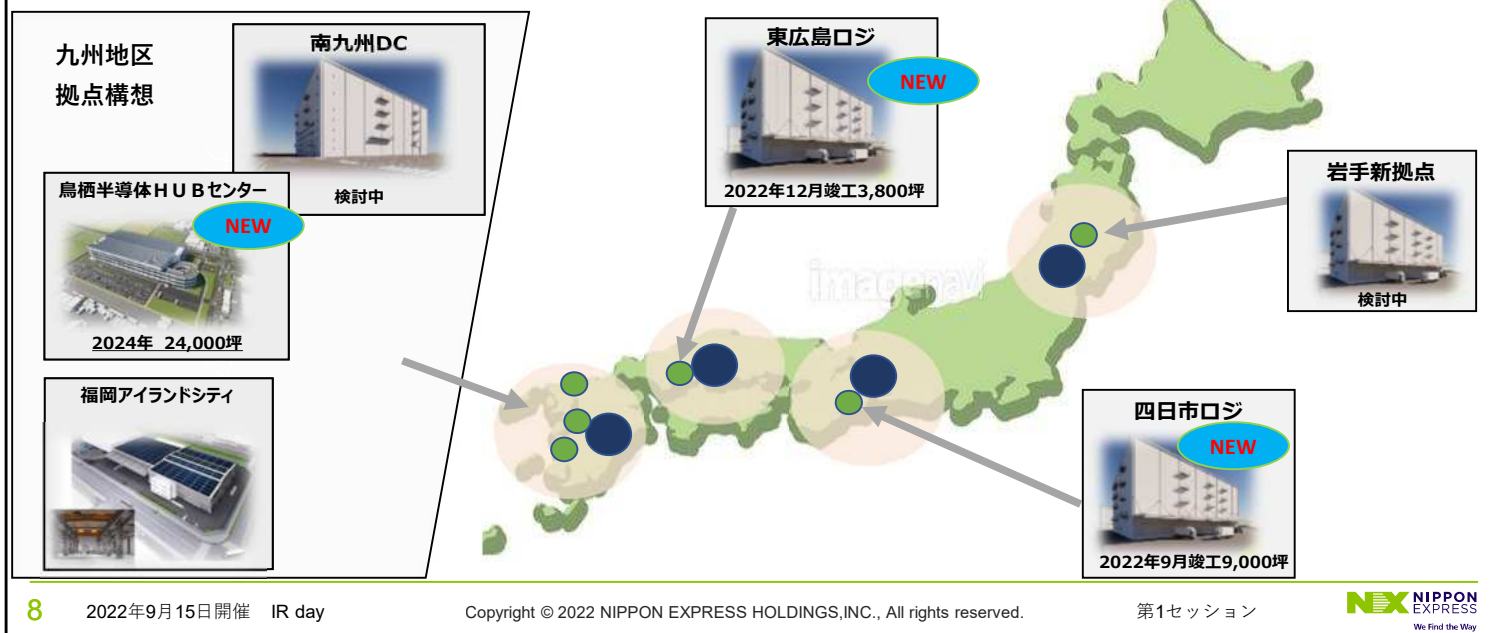 九州地区
拠点構想
南九州DC
検討中
鳥栖半導体HUBセンター
NEW
2024年 24,000坪
福岡アイランドシティ
東広島ロジ
NEW
2022年12月竣工3,800坪
岩手新拠点
検討中
四日市ロジ
NEW
2022年9月竣工9,000坪
imagenavi
8 2022年9月15日開催 IR day Copyright © 2022 NIPPON EXPRESS HOLDINGS,INC., All rights reserved. 第1セッション
NX NIPPON
EXPRESS
We Find the Way